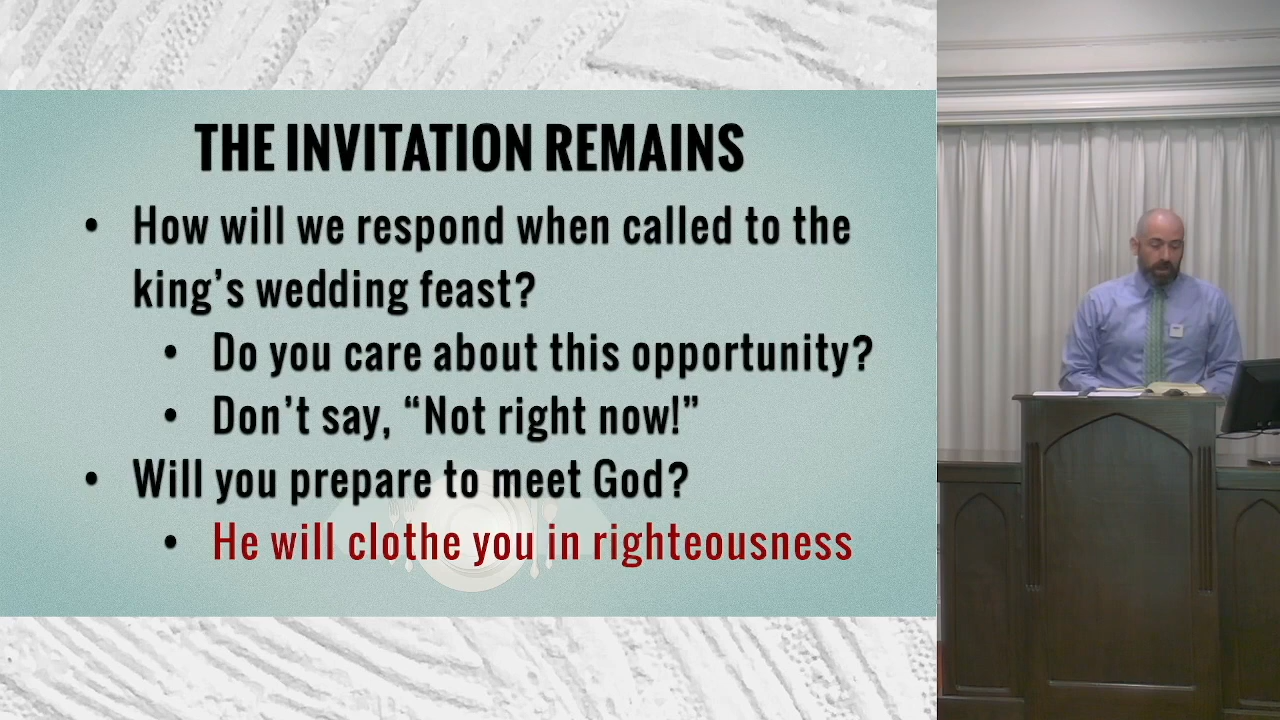 THE INVITATION REMAINS
• How will we respond when called to the
king’s wedding feast?
• Do you care about this opportunity?
• Don’t say, “Not right now!”
• Will you prepare to meet God?
• He will clothe you in righteousness